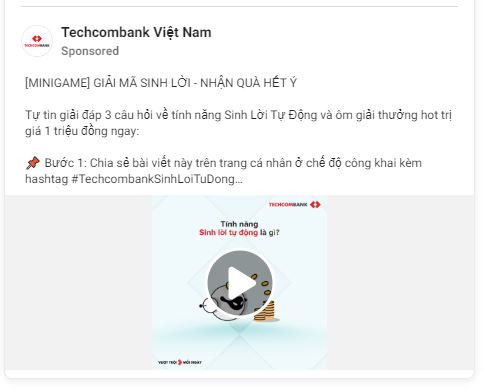 TECHCOMBANK
Techcombank Việt Nam
Sponsored
[MINIGAME] GIẢI MÃ SINH LỜI - NHẬN QUÀ HẾT Ý
Tự tin giải đáp 3 câu hỏi về tính năng Sinh Lời Tự Động và ôm giải thưởng hot trị
giá 1 triệu đồng ngay:
📌 Bước 1: Chia sẻ bài viết này trên trang cá nhân ở chế độ công khai kèm
hashtag #TechcombankSinhLoiTuDong...
TECHCOMBANK
Tính năng
Sinh lời tự động là gì?
VƯỢT TRỘI MỖI NGÀY